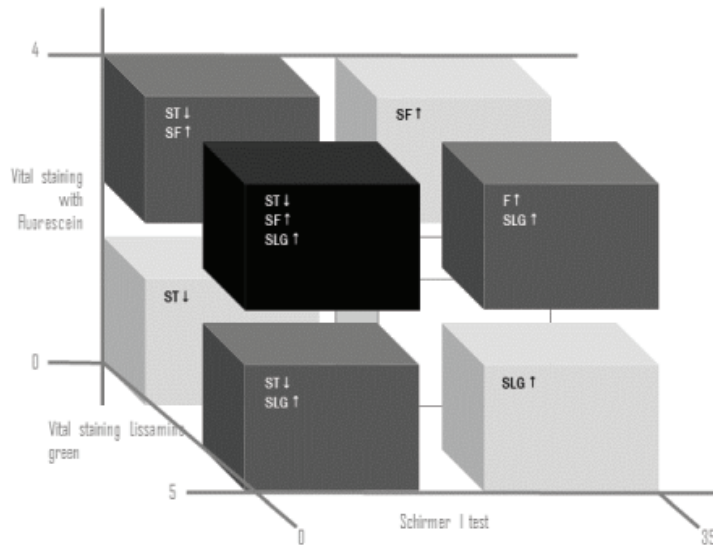 4
ST↓
SF↑
SF↑
Vital staining
with
Fluorescein
ST↓
SF↑
SLG↑
F↑
SLG↑
ST↓
0
ST↓
SLG↑
SLG↑
Vital staining Lissamine
green
5
Schirmer I test
0
35